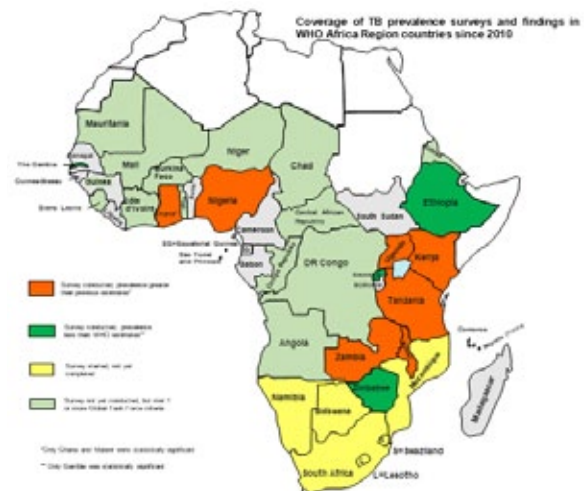 Coverage of TB prevalence surveys and findings in
WHO Africa Region countries since 2010
Mauritania
Mali
Niger
Chad
Senegal
The Gambia
Guinea Bissau
Guinea
Sierra Leone
Burkina
Faso
Côte
d'Ivoire
Ghana
Nigeria
Cameroon
Central African
Republic
South Sudan
Ethiopia
EG=Equatorial Guinea
Sao Tome
and Principe
Gabon
DR Congo
Kenya
Tanzania
Comoros
Angola
Zambia
Mozambique
Zimbabwe
Madagascar
Namibia
Botswana
South Africa
S=Swaziland
L=Lesotho
Survey conducted, prevalence greater
than previous estimates*
Survey conducted, prevalence
less than WHO estimates**
Survey started, not yet
completed
Survey not yet conducted, but met 1
or more Global Task Force criteria
*Only Ghana and Malawi were statistically significant
** Only Gambia was statistically significant